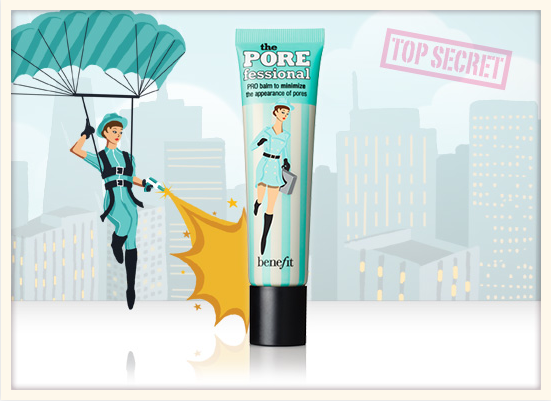 TOP SECRET
the
PORE
fessional
PRO balm to minimize
the appearance of pores
benefit